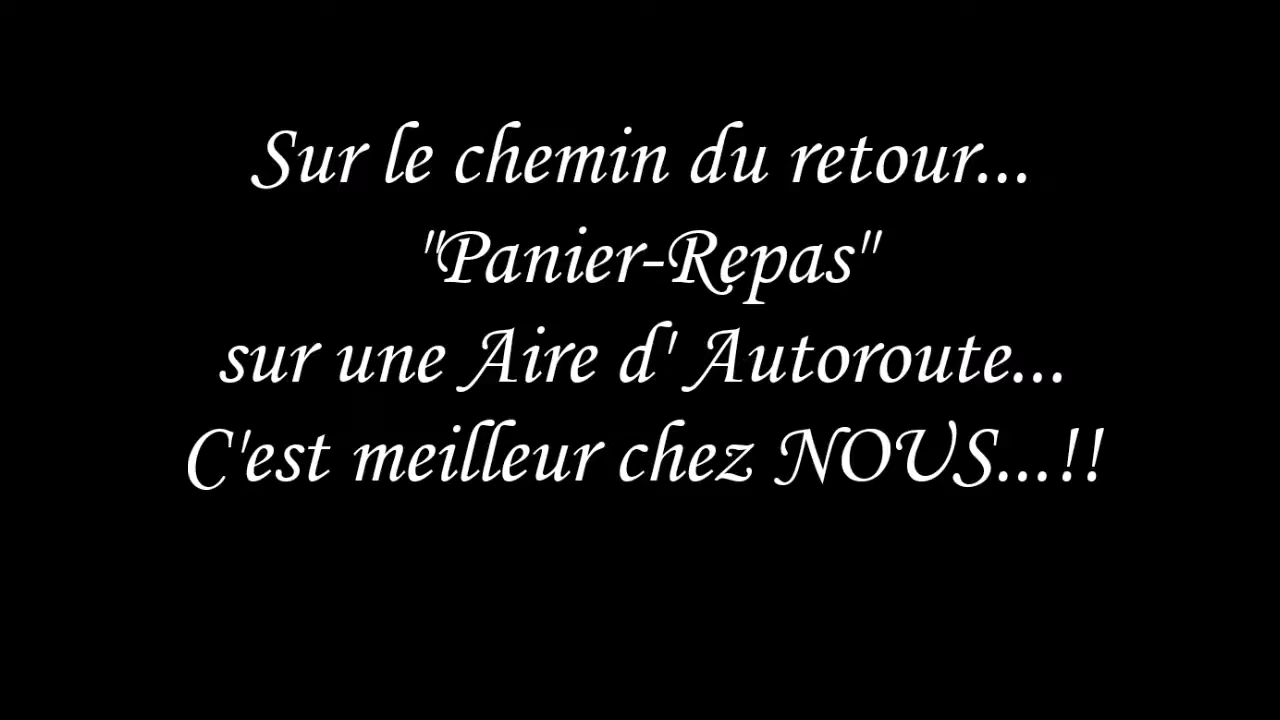 Sur le chemin du retour...
"Panier-Repas"
sur une Aire d' Autoroute...
C'est meilleur chez NOUS...!!